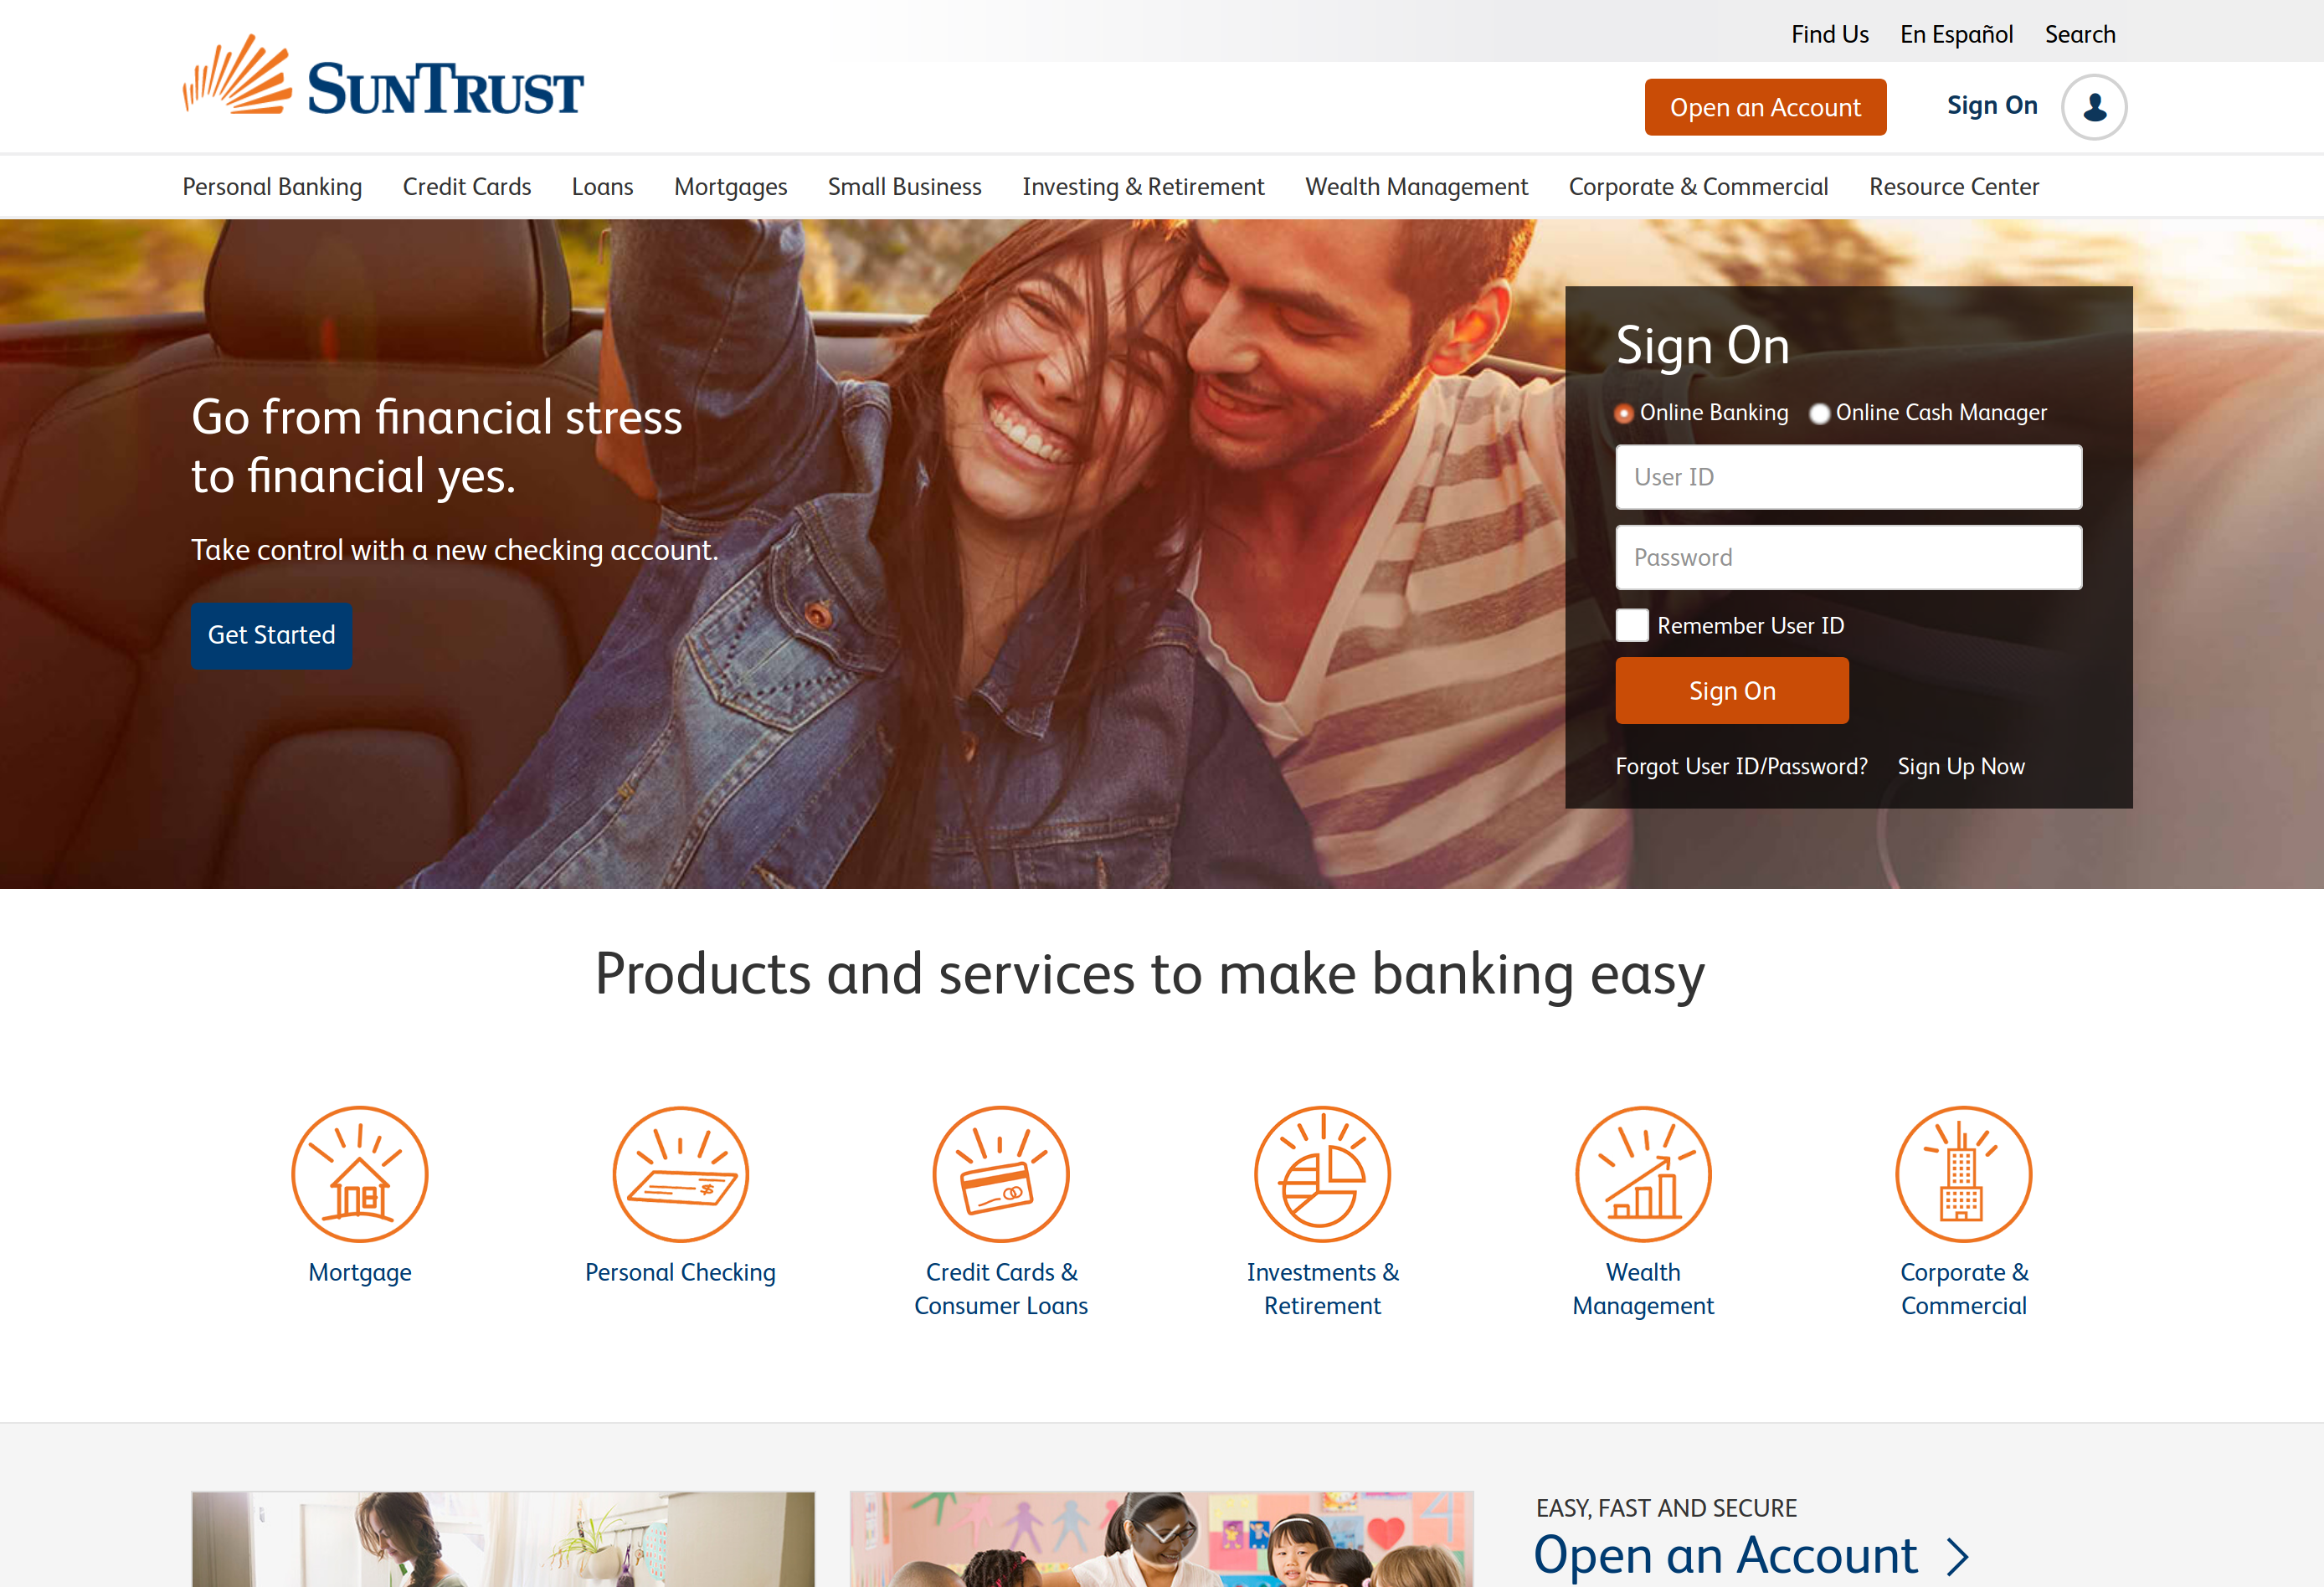 Find Us En Español Search
SUNTRUST
Open an Account Sign On
Personal Banking Credit Cards Loans Mortgages Small Business Investing & Retirement Wealth Management Corporate & Commercial Resource Center
Go from financial stress
to financial yes.
Take control with a new checking account.
Get Started
Sign On
Online Banking Online Cash Manager
User ID
Password
Remember User ID
Sign On
Forgot User ID/Password? Sign Up Now
Products and services to make banking easy
Mortgage
Personal Checking
Credit Cards &
Consumer Loans
Investments &
Retirement
Wealth
Management
Corporate &
Commercial
EASY, FAST AND SECURE
Open an Account